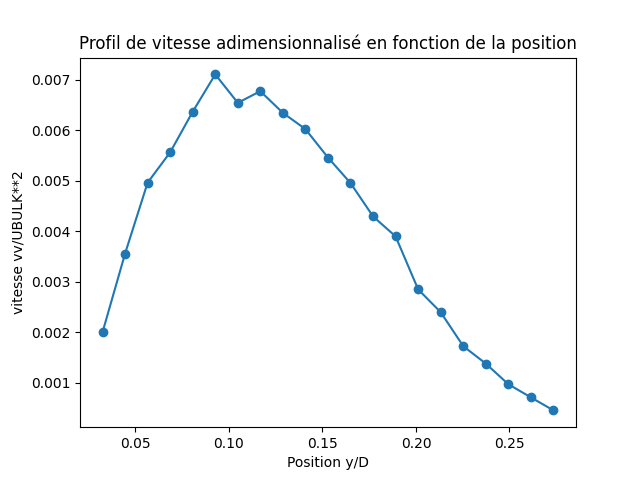 Profil de vitesse adimensionnalisé en fonction de la position
0.007
0.006
0.005
0.004
0.003
0.002
0.001
vitesse vv/UBULK**2
0.05 0.10 0.15 0.20 0.25
Position y/D